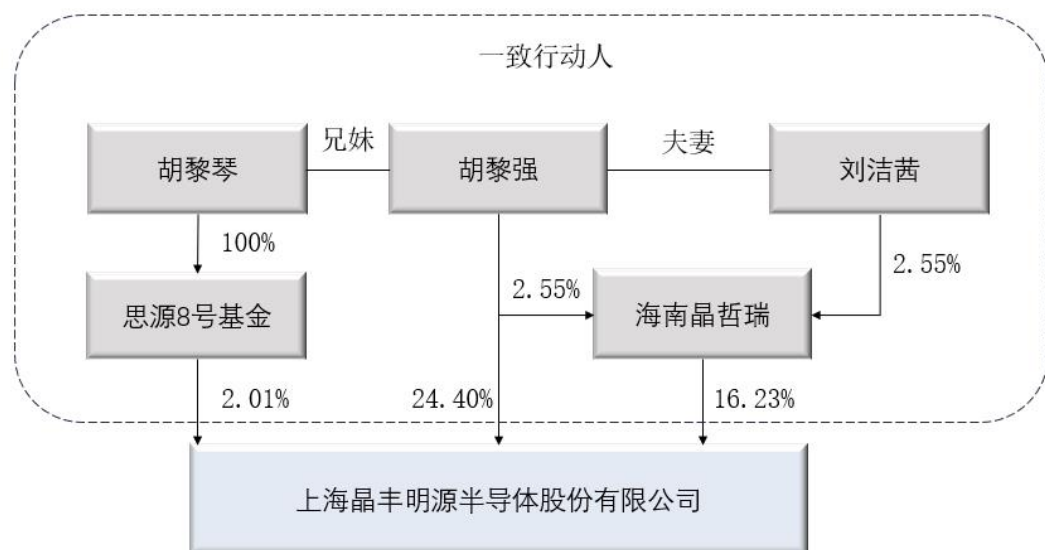 一致行动人
胡黎琴
兄妹
胡黎强
夫妻
刘洁茜
100%
2.55%
2.55%
思源8号基金
海南晶哲瑞
2.01%
24.40%
16.23%
上海晶丰明源半导体股份有限公司